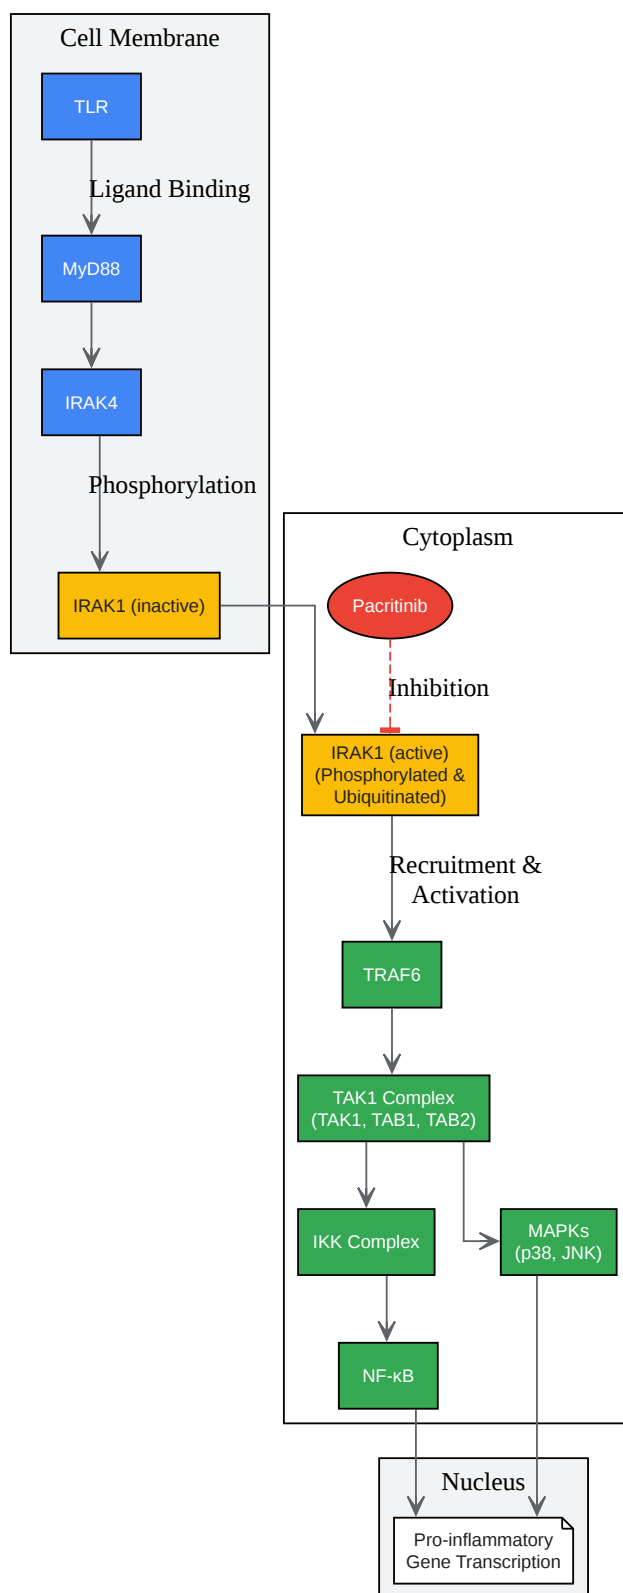 Cell Membrane
TLR
Ligand Binding
MyD88
IRAK4
Phosphorylation
IRAK1 (inactive)
Cytoplasm
Pacritinib
Inhibition
IRAK1 (active)
(Phosphorylated &
Ubiquitinated)
Recruitment &
Activation
TRAF6
TAK1 Complex
(TAK1, TAB1, TAB2)
IKK Complex
MAPKs
(p38, JNK)
NF-κB
Nucleus
Pro-inflammatory
Gene Transcription